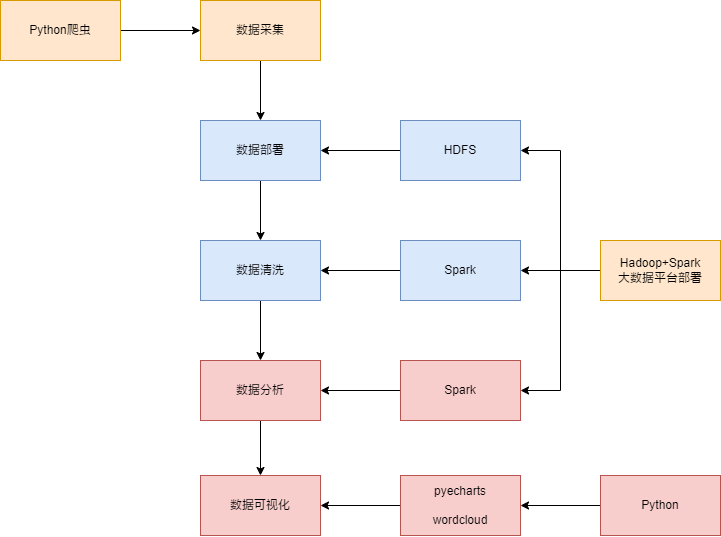 Python爬虫
数据采集
数据部署
HDFS
数据清洗
Spark
Hadoop+Spark
大数据平台部署
数据分析
Spark
数据可视化
pyecharts
wordcloud
Python